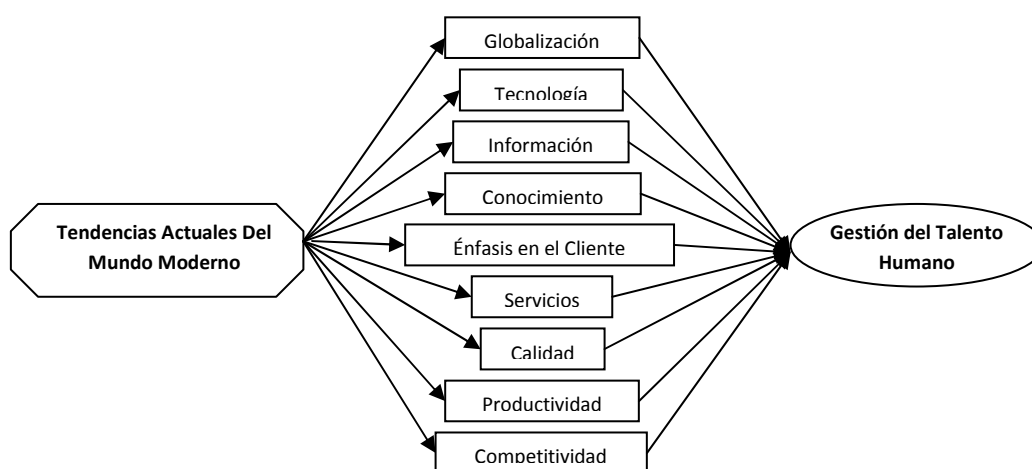 Globalización
Tecnología
Información
Conocimiento
Tendencias Actuales Del
Mundo Moderno
Énfasis en el Cliente
Gestión del Talento
Humano
Servicios
Calidad
Productividad
Competitividad